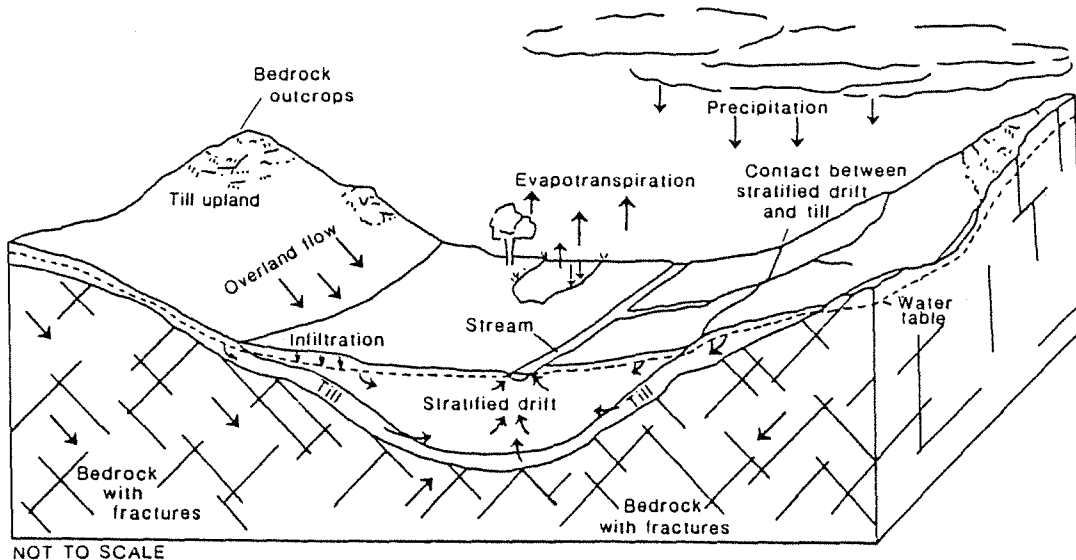 Bedrock
outcrops
Precipitation
Till upland
Evapotranspiration
Contact between
stratified drift
and till
Overland flow
Stream
Water
table
Infiltration
Till
Stratified drift
Till
Bedrock
with
fractures
Bedrock
with fractures
NOT TO SCALE